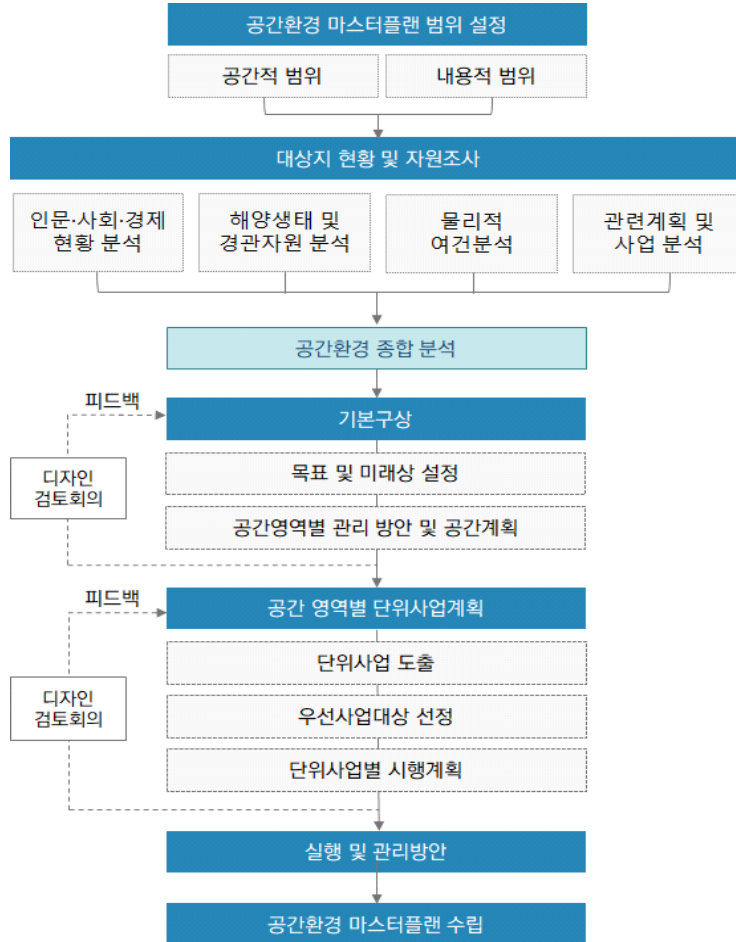 공간환경 마스터플랜 범위 설정
공간적 범위
내용적 범위
대상지 현황 및 자원조사
인문·사회·경제
현황 분석
해양생태 및
경관자원 분석
물리적
여건분석
관련계획 및
사업 분석
공간환경 종합 분석
피드백
기본구상
디자인
검토회의
목표 및 미래상 설정
공간영역별 관리 방안 및 공간계획
피드백
공간 영역별 단위사업계획
디자인
검토회의
단위사업 도출
우선사업대상 선정
단위사업별 시행계획
실행 및 관리방안
공간환경 마스터플랜 수립